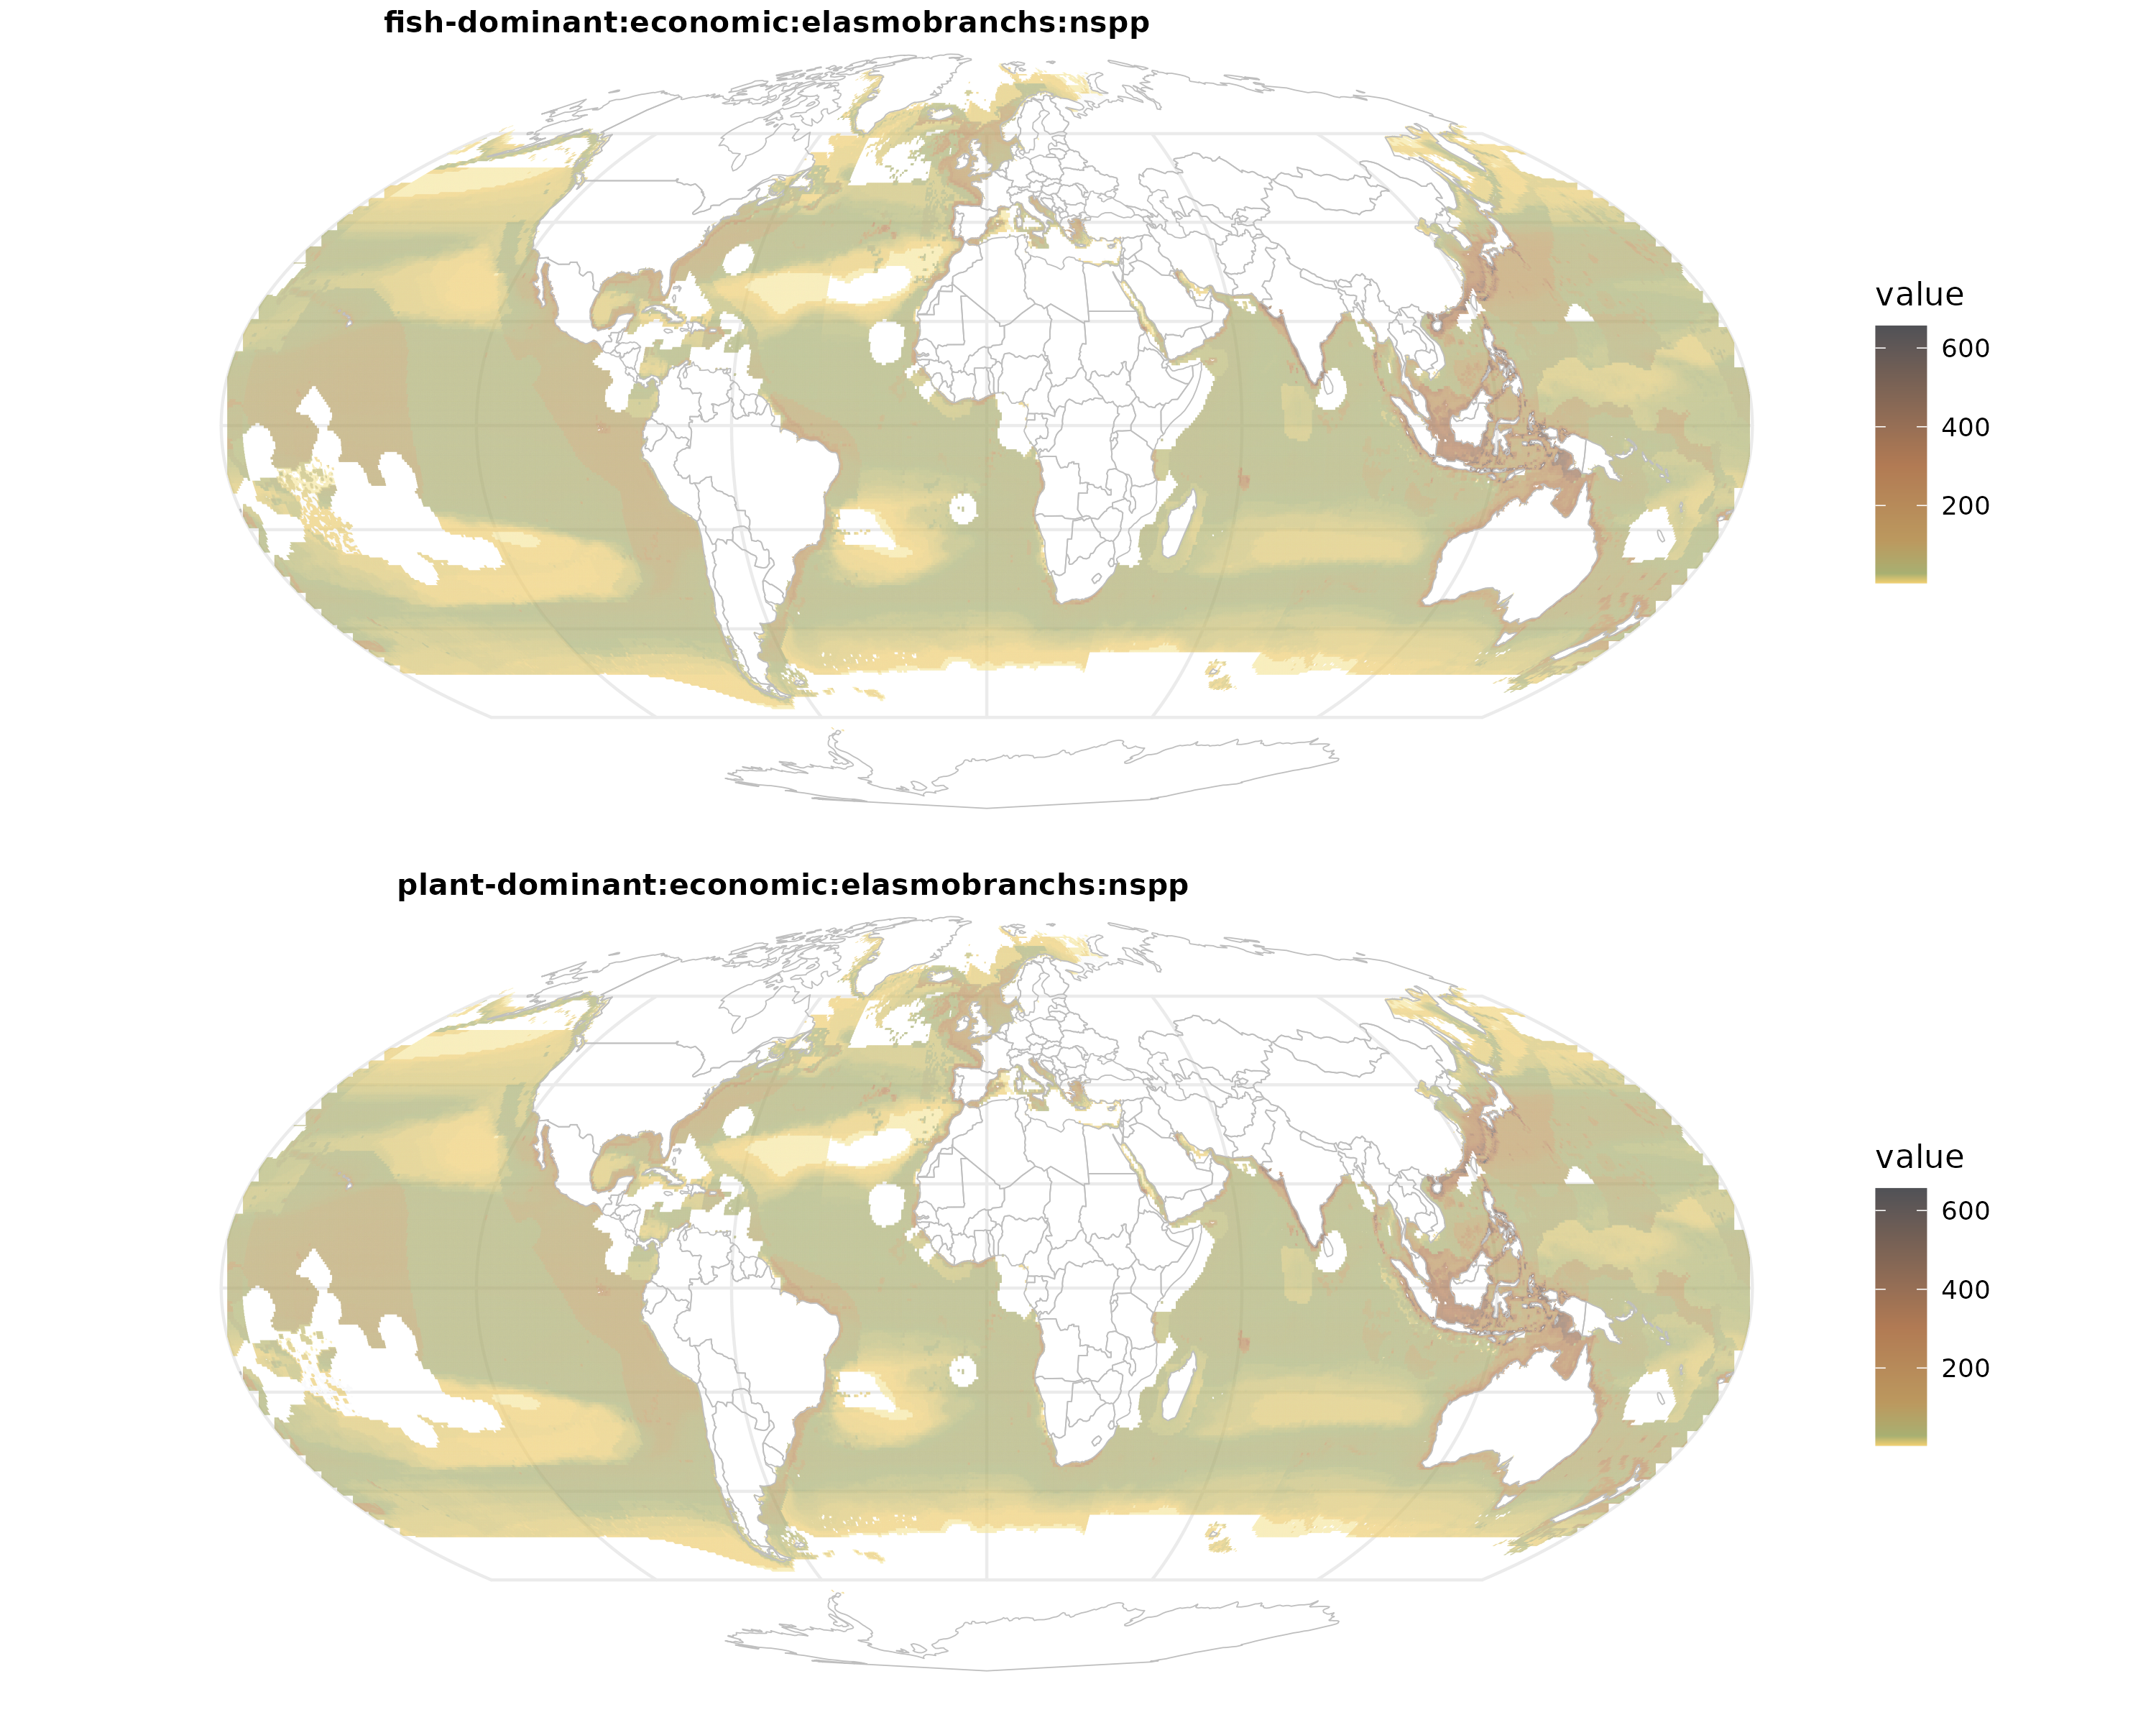 fish-dominant:economic:elasmobranchs:nspp
value
600
400
200
plant-dominant:economic:elasmobranchs:nspp
value
600
400
200